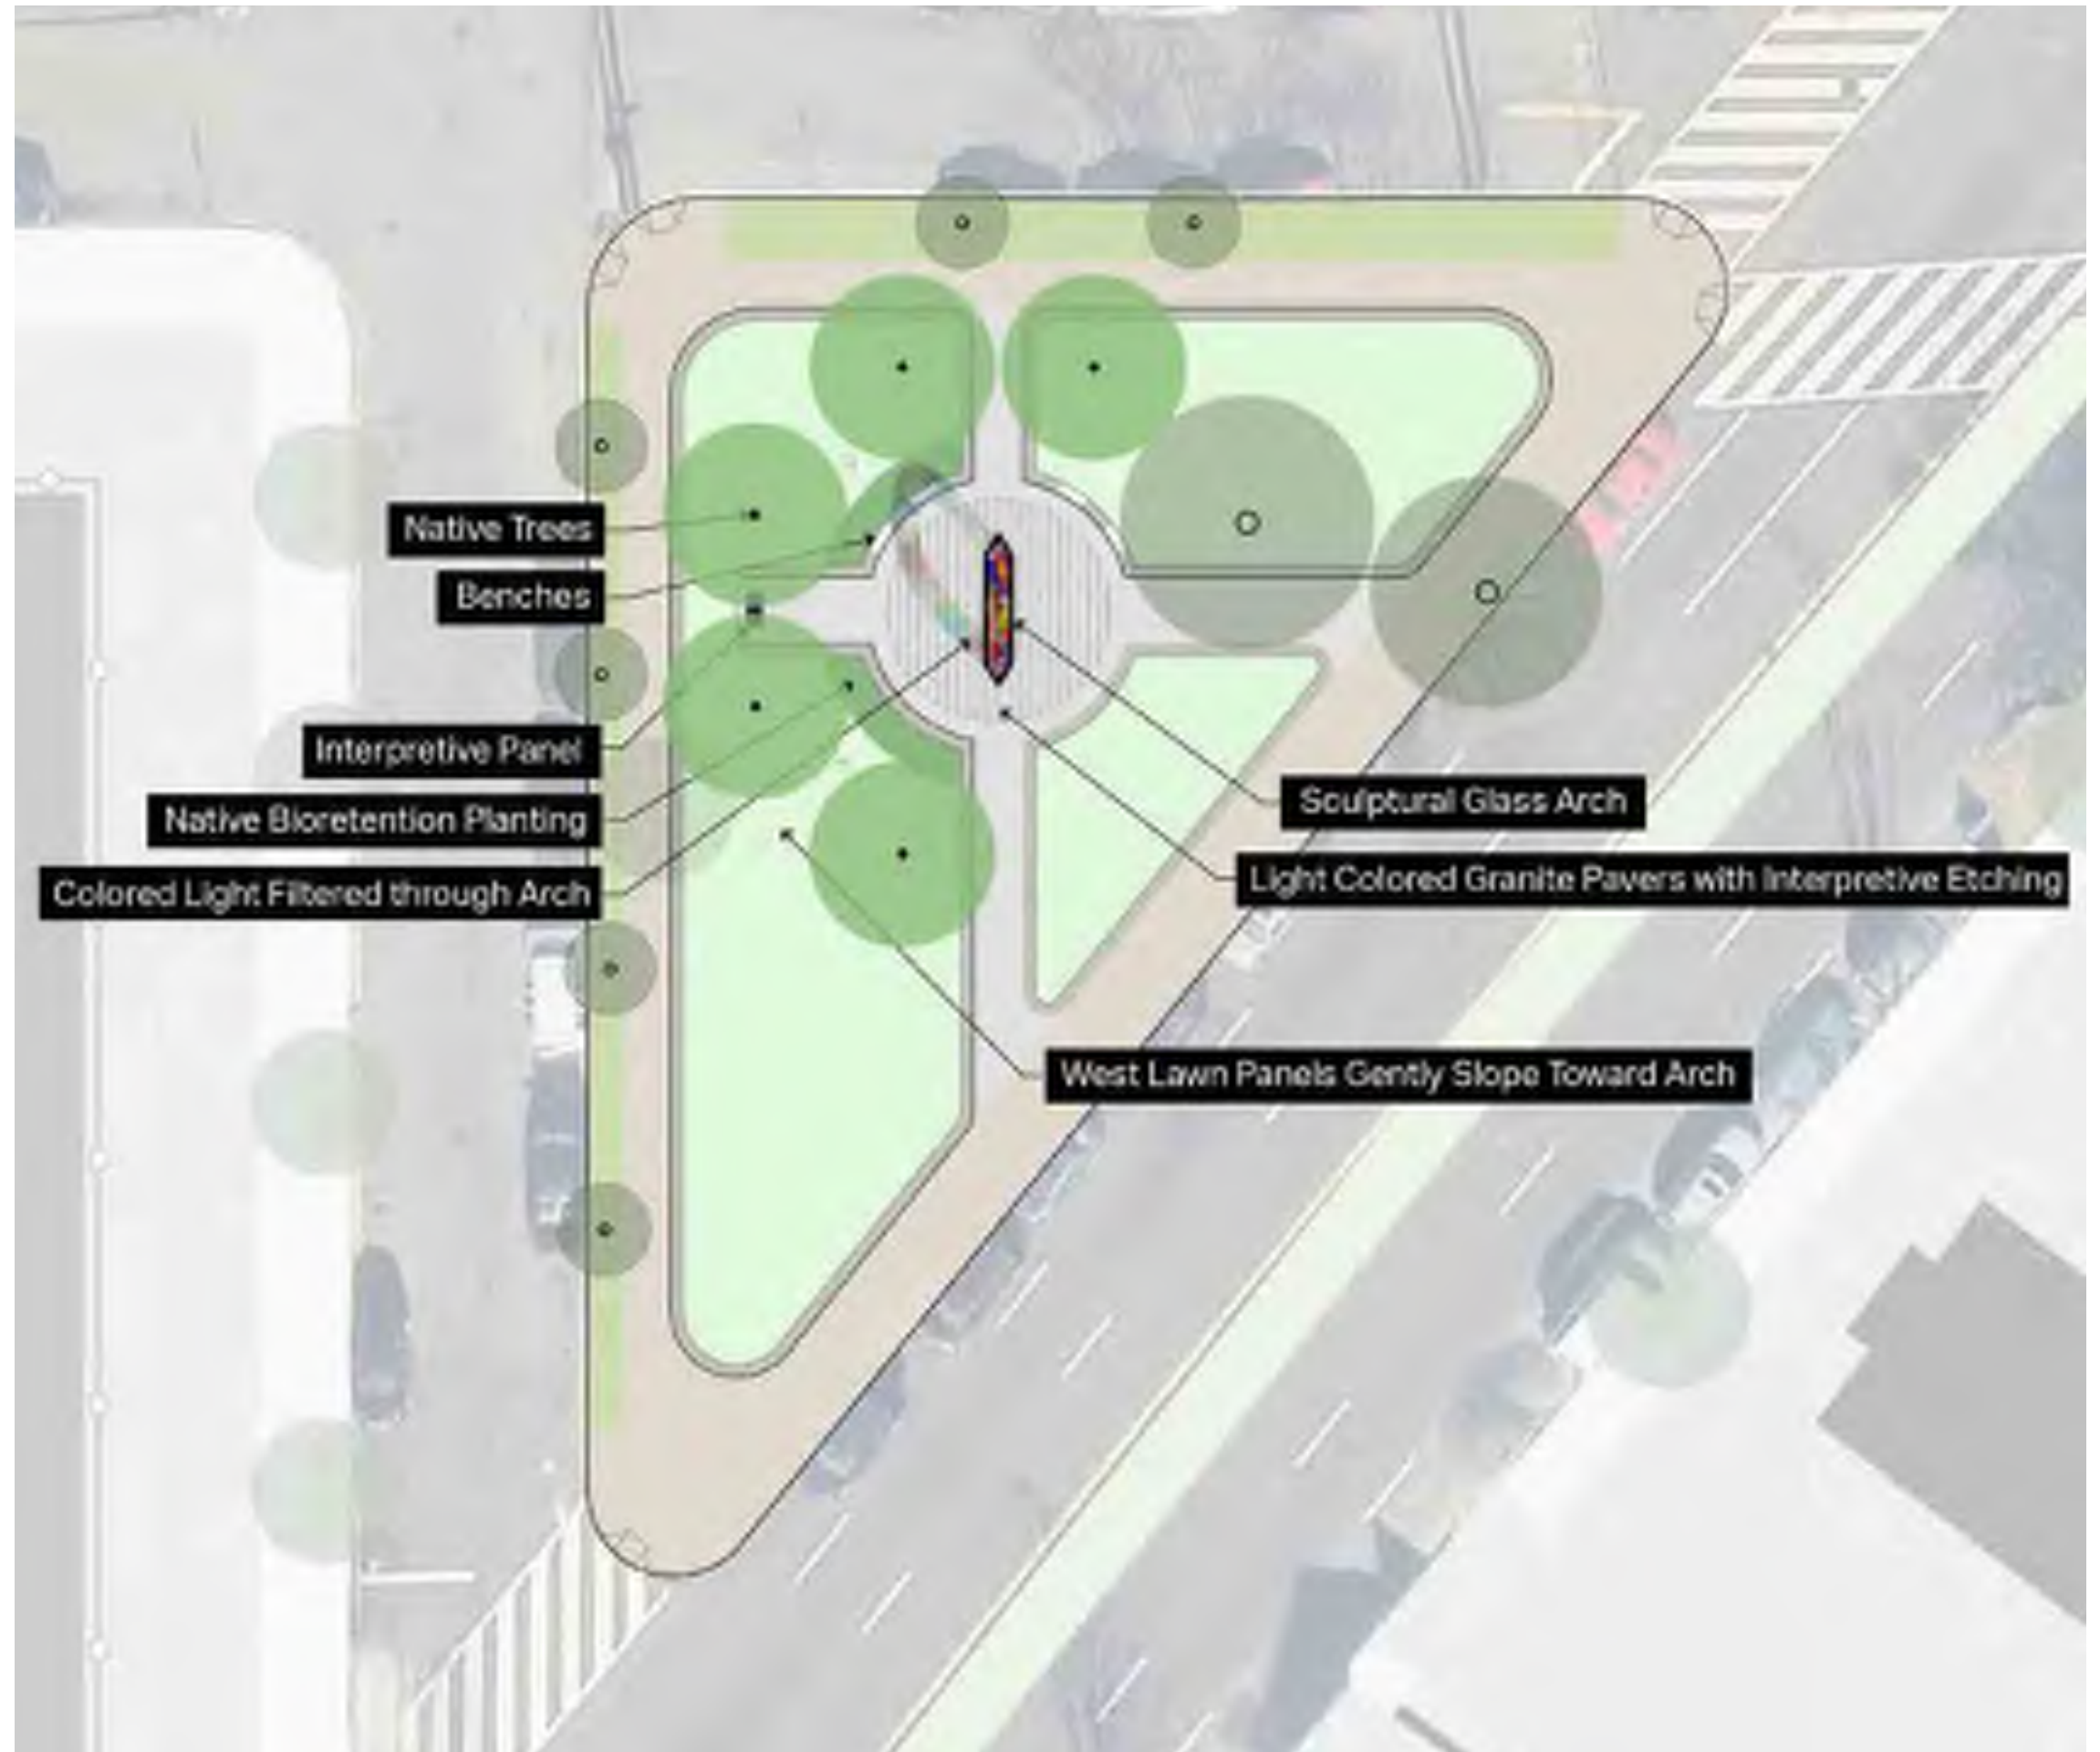 Native Trees
Benches
Interpretive Panel
Native Bioretention Planting
Colored Light Filtered through Arch
Sculptural Glass Arch
Light Colored Granite Pavers with Interpretive Etching
West Lawn Panels Gently Slope Toward Arch